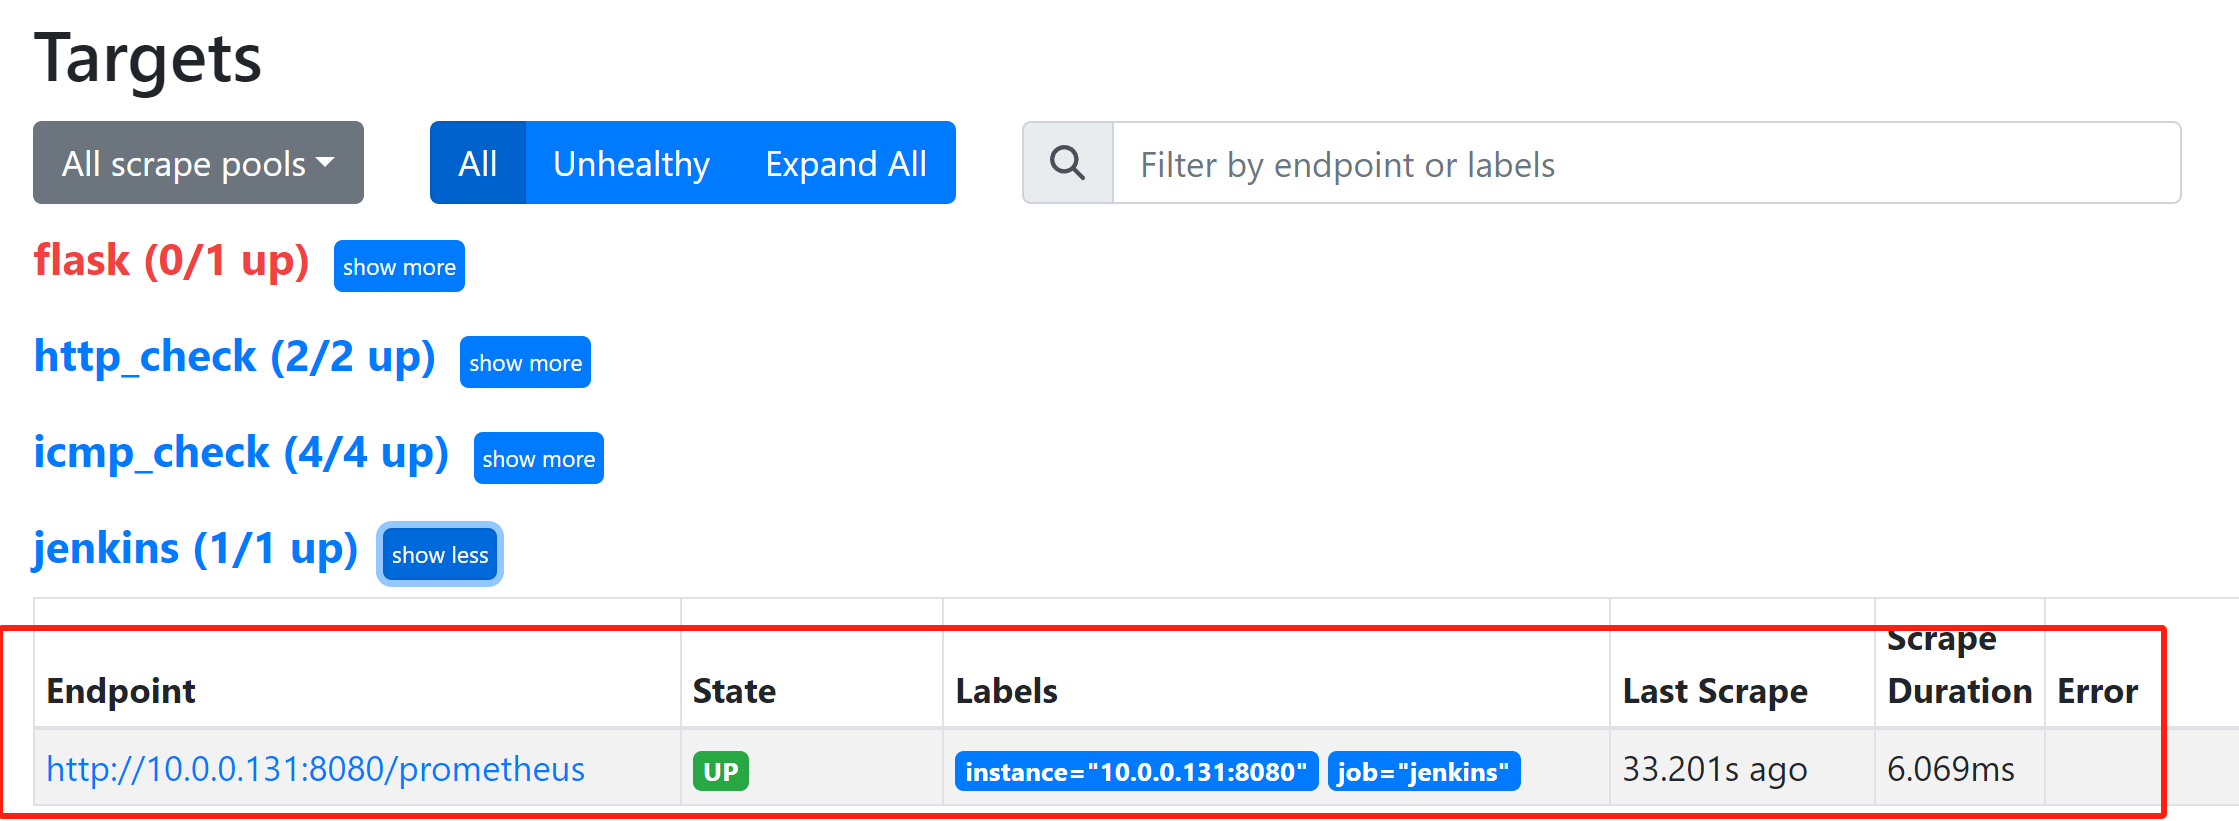 Targets
All scrape pools
All Unhealthy Expand All
Filter by endpoint or labels
flask (0/1 up) show more
http_check (2/2 up) show more
icmp_check (4/4 up) show more
jenkins (1/1 up) show less
Endpoint State Labels Last Scrape Scrape Duration Error
http://10.0.0.131:8080/prometheus UP instance="10.0.0.131:8080" job="jenkins" 33.201s ago 6.069ms